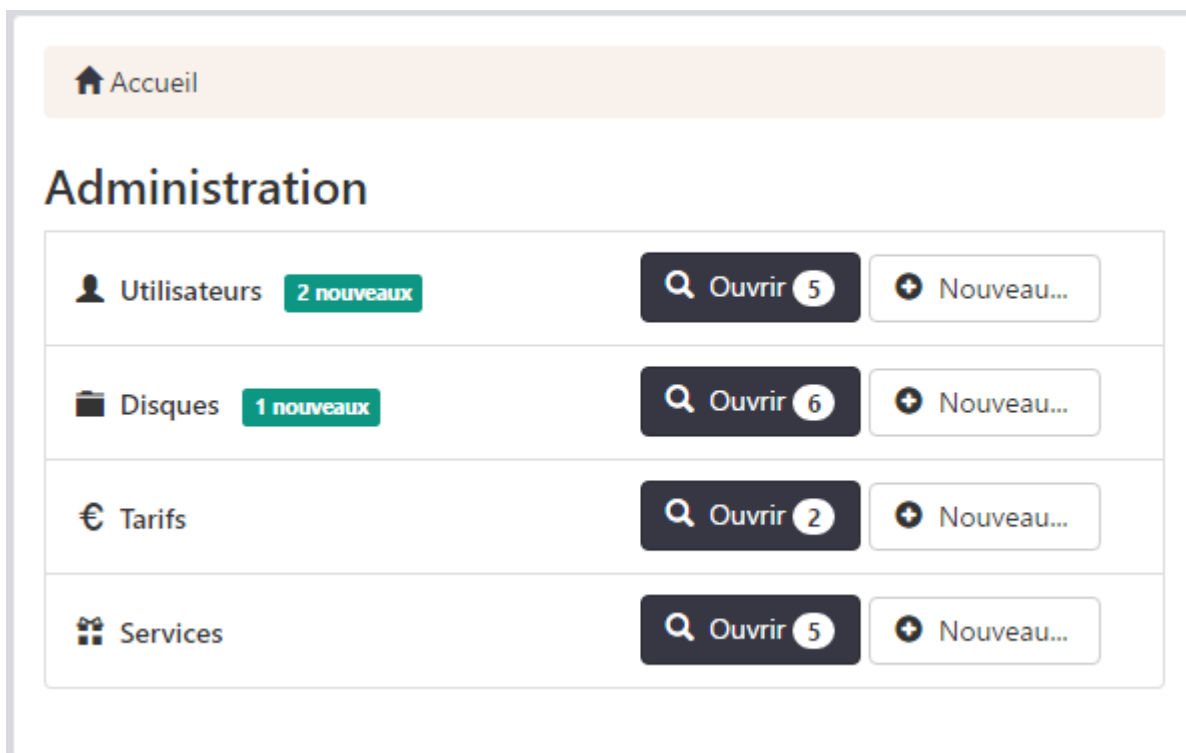 Accueil
Administration
Utilisateurs 2 nouveaux Ouvrir 5 Nouveau...
Disques 1 nouveaux Ouvrir 6 Nouveau...
€ Tarifs Ouvrir 2 Nouveau...
Services Ouvrir 5 Nouveau...